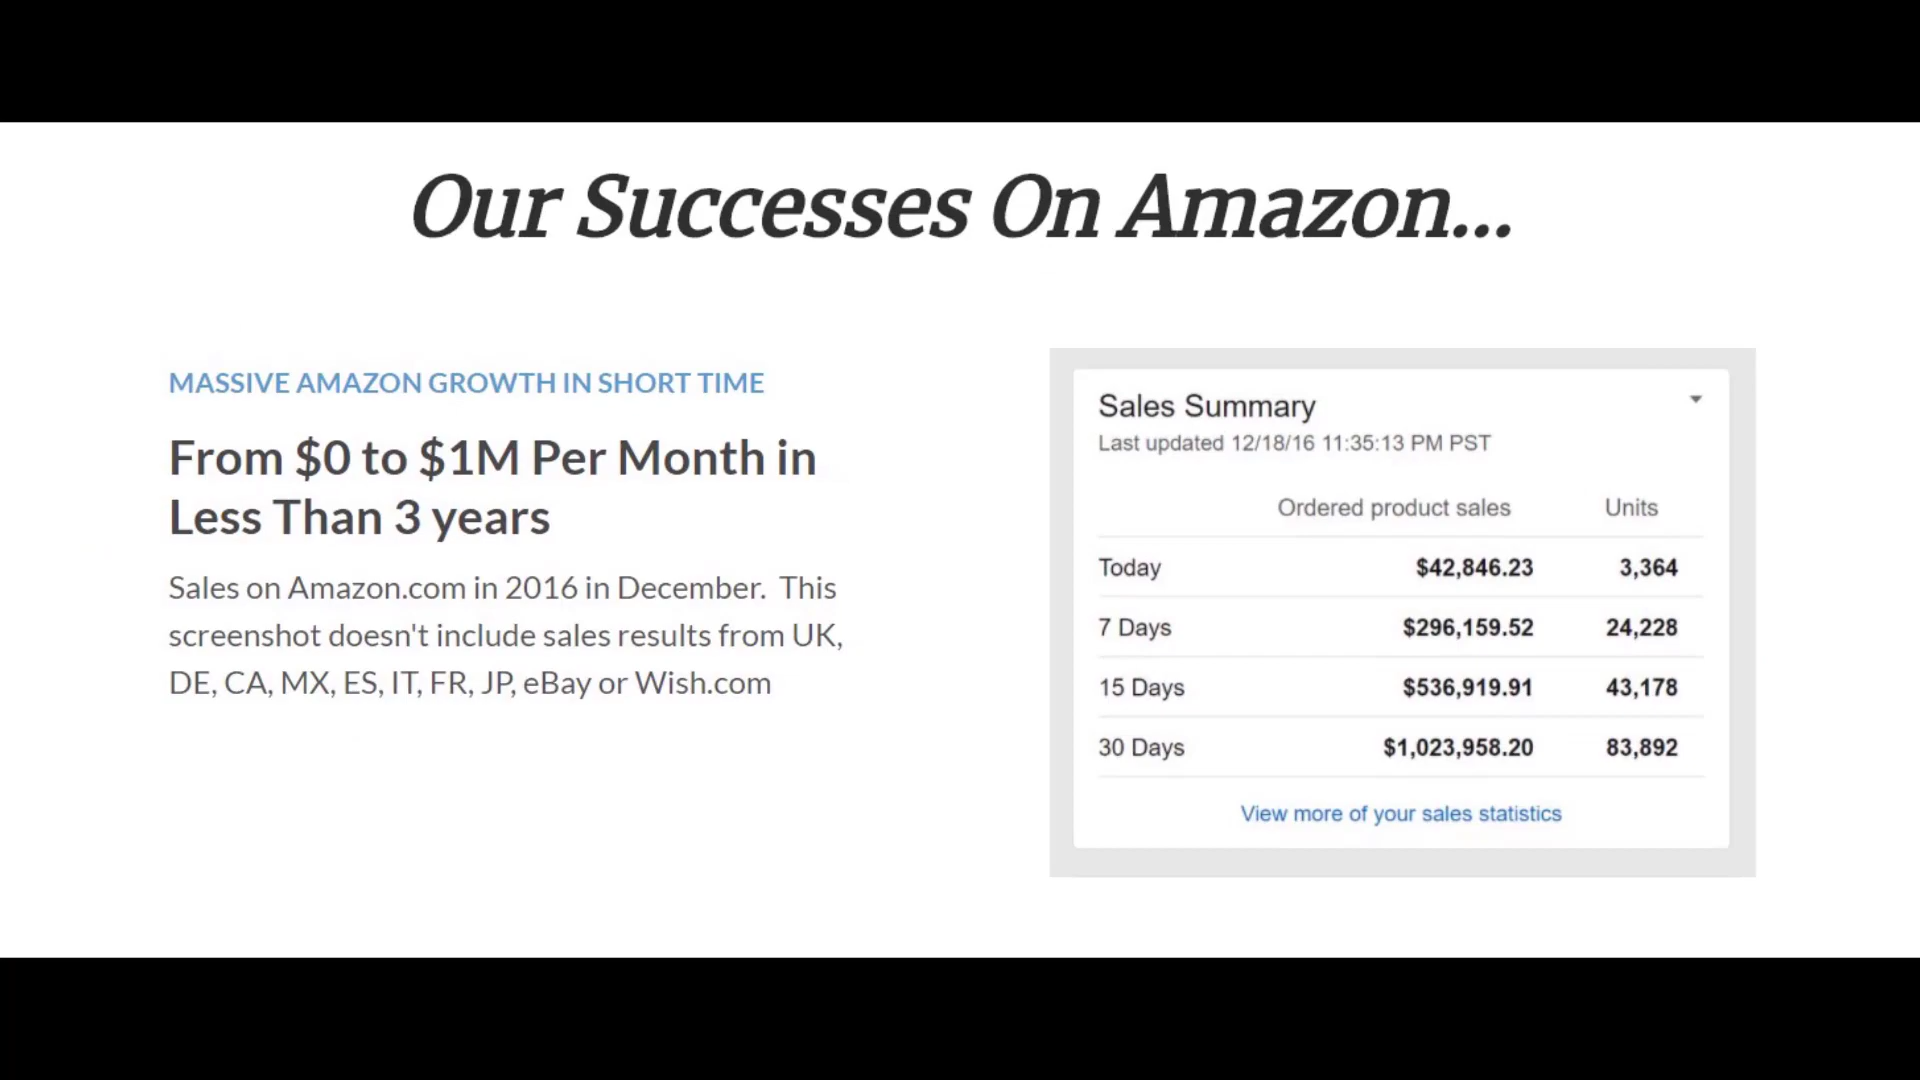 Our Successes On Amazon...
MASSIVE AMAZON GROWTH IN SHORT TIME
From $0 to $1M Per Month in
Less Than 3 years
Sales on Amazon.com in 2016 in December.  This
screenshot doesn't include sales results from UK,
DE, CA, MX, ES, IT, FR, JP, eBay or Wish.com
Sales Summary
Last updated 12/18/16 11:35:13 PM PST
Ordered product sales Units
Today $42,846.23 3,364
7 Days $296,159.52 24,228
15 Days $536,919.91 43,178
30 Days $1,023,958.20 83,892
View more of your sales statistics